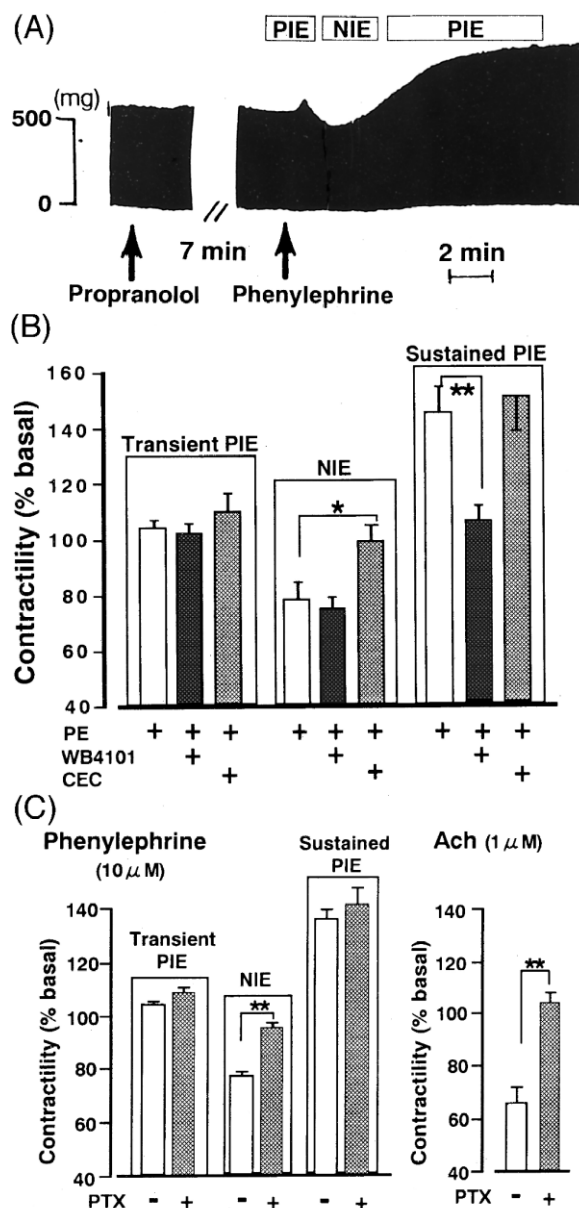 (A)
PIE NIE PIE
(mg)
500
0
7 min
2 min
Propranolol Phenylephrine
(B)
Contractility (% basal)
160
140
120
100
80
60
40
Transient PIE
NIE
Sustained PIE
*
**
PE + + + + + + + + +
WB4101 + + +
CEC + + +
(C)
Phenylephrine
(10 μM)
Contractility (% basal)
140
120
100
80
60
40
Transient
PIE
NIE
**
Sustained
PIE
PTX - + - + - +
Ach (1 μM)
Contractility (% basal)
140
120
100
80
60
40
**
PTX - +